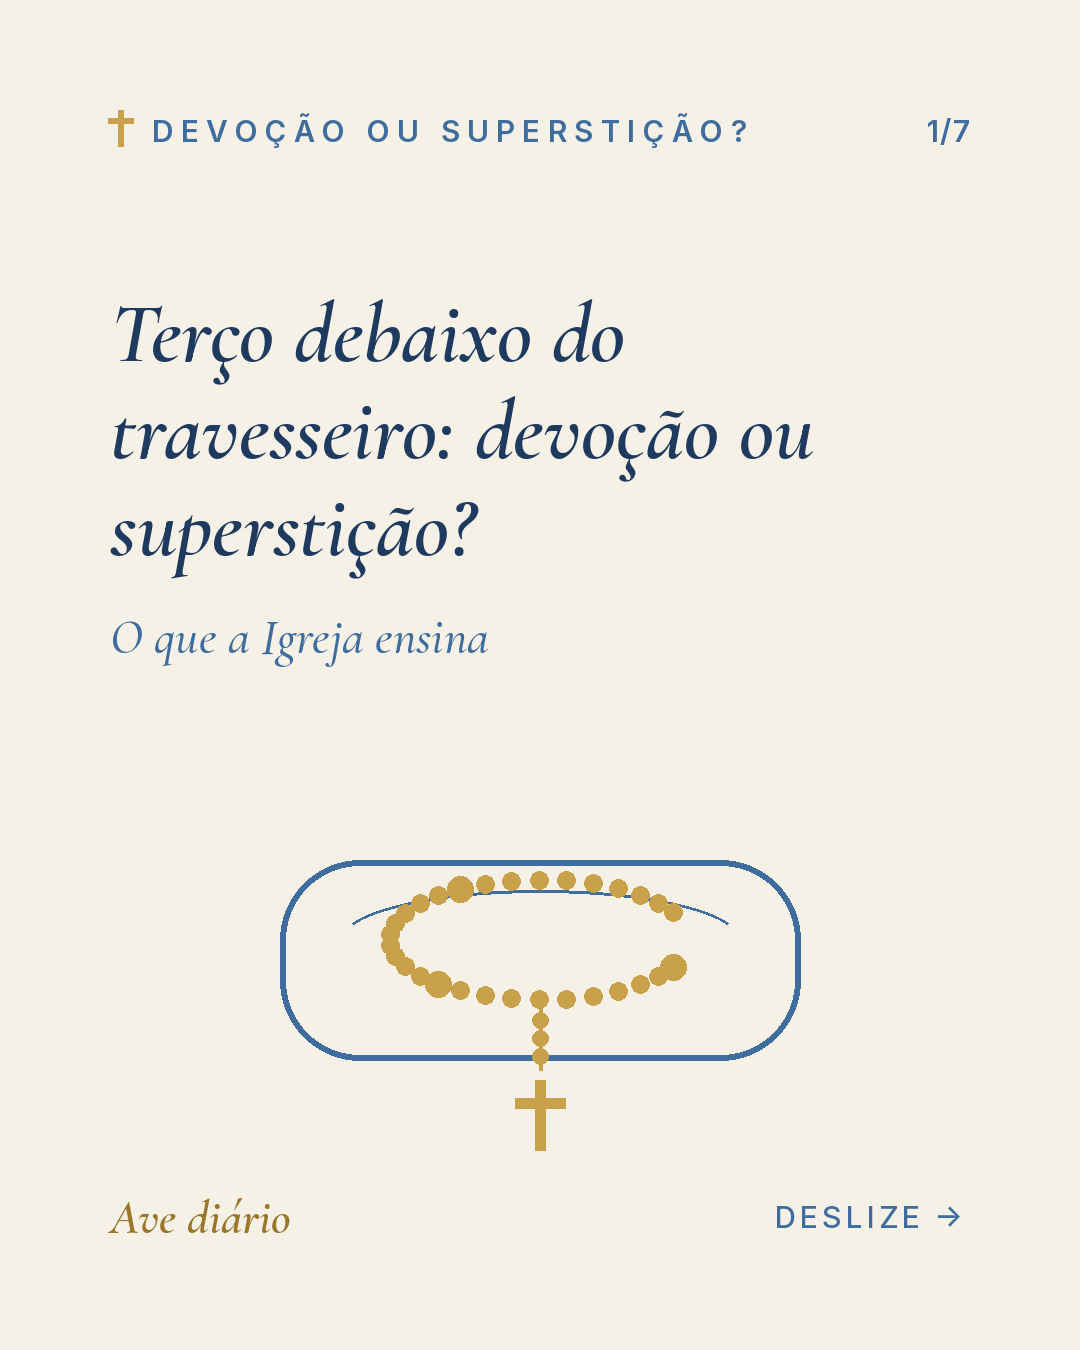 DEVOÇÃO OU SUPERSTIÇÃO?
1/7
Terço debaixo do
travesseiro: devoção ou
superstição?
O que a Igreja ensina
Ave diário
DESLIZE →